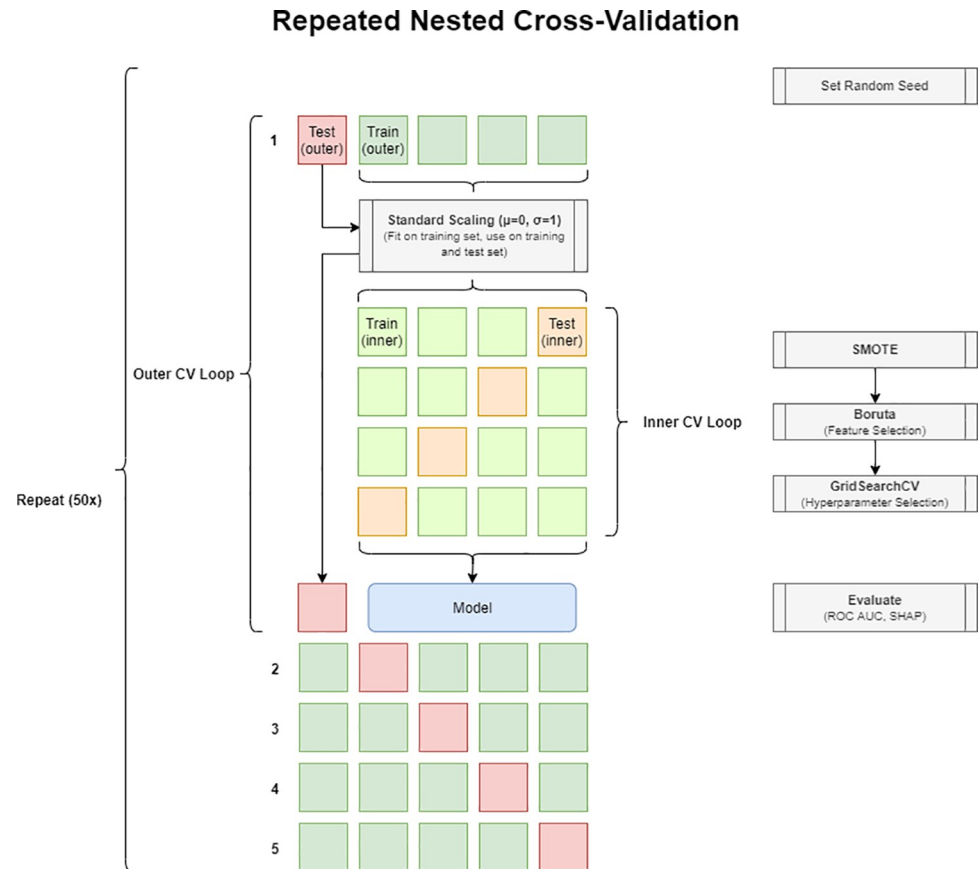 Repeated Nested Cross-Validation
Set Random Seed
1
Test
(outer)
Train
(outer)
Standard Scaling (μ=0, σ=1)
(Fit on training set, use on training
and test set)
Train
(inner)
Test
(inner)
SMOTE
Outer CV Loop
Inner CV Loop
Boruta
(Feature Selection)
GridSearchCV
(Hyperparameter Selection)
Repeat (50x)
Model
Evaluate
(ROC AUC, SHAP)
2
3
4
5